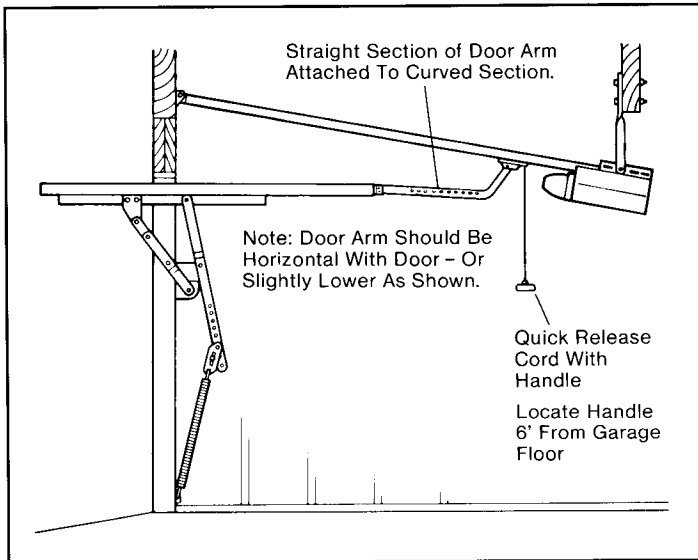 Straight Section of Door Arm
Attached To Curved Section.
Note: Door Arm Should Be
Horizontal With Door – Or
Slightly Lower As Shown.
Quick Release
Cord With
Handle
Locate Handle
6' From Garage
Floor